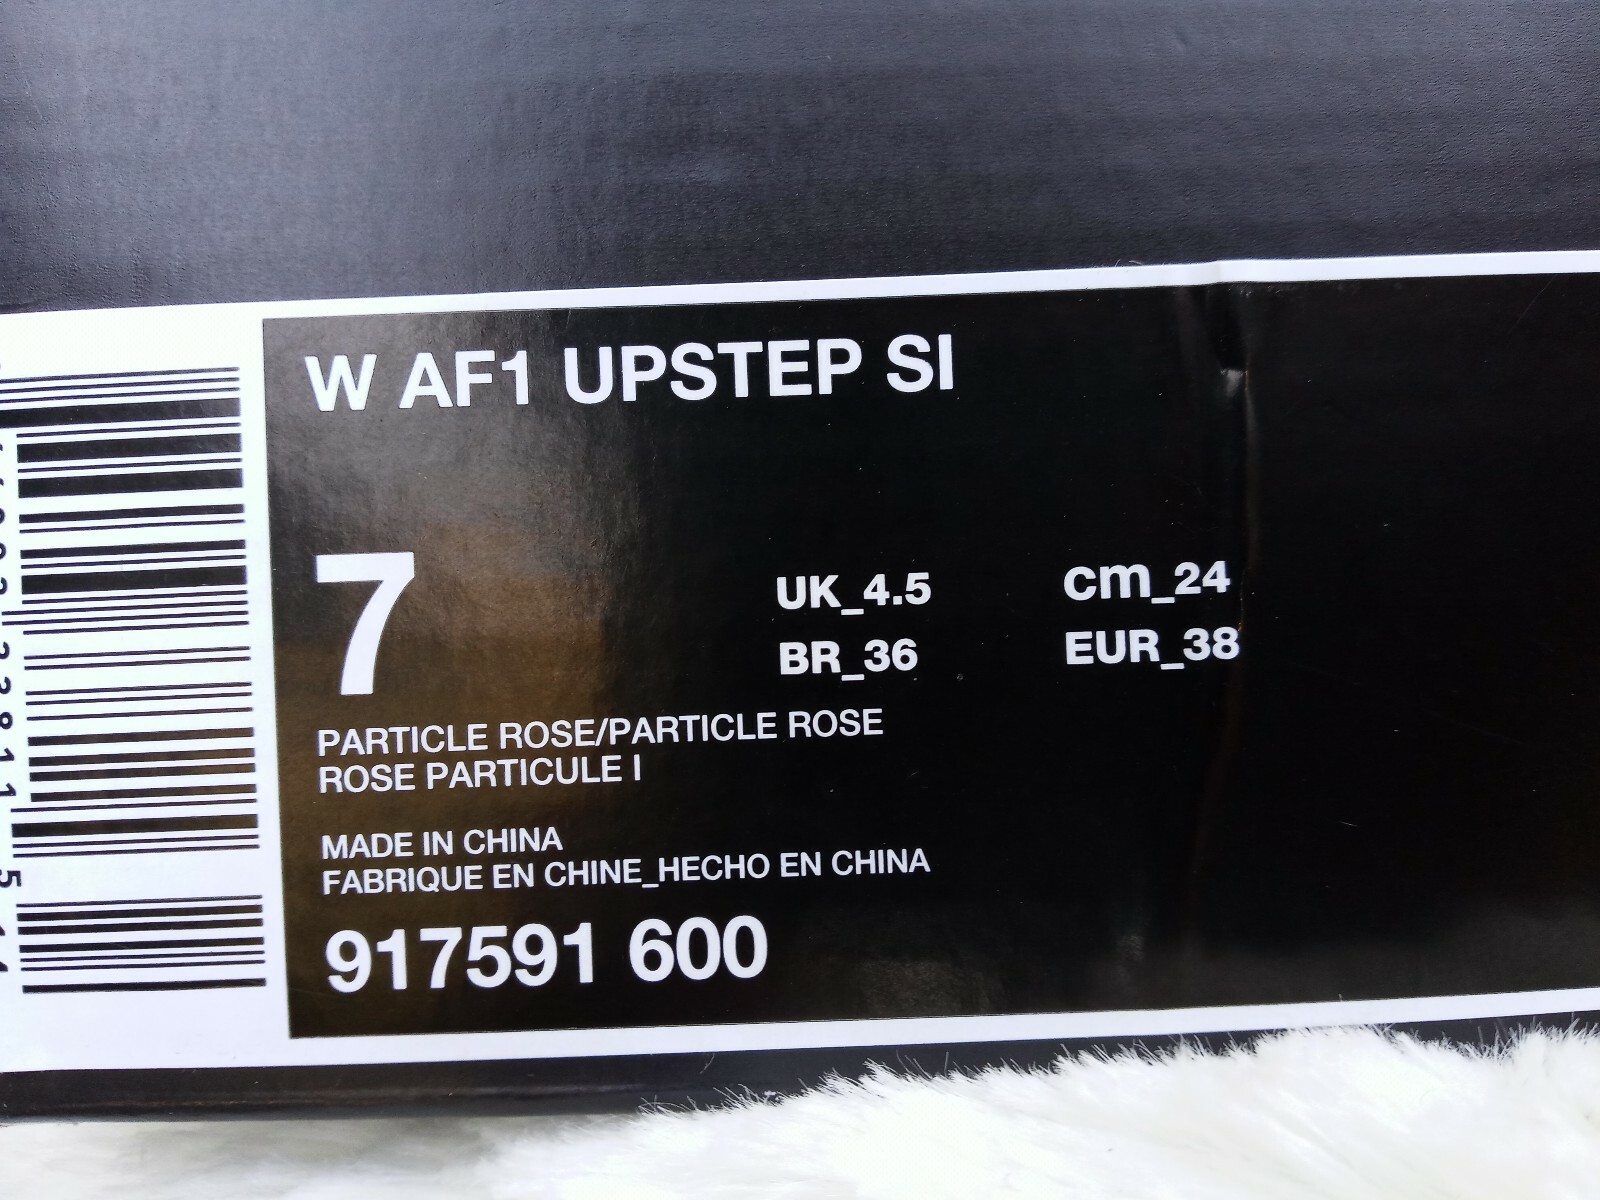 W AF1 UPSTEP SI
7
UK_4.5 cm_24
BR_36 EUR_38
PARTICLE ROSE/PARTICLE ROSE
ROSE PARTICULE I
MADE IN CHINA
FABRIQUE EN CHINE_HECHO EN CHINA
917591 600